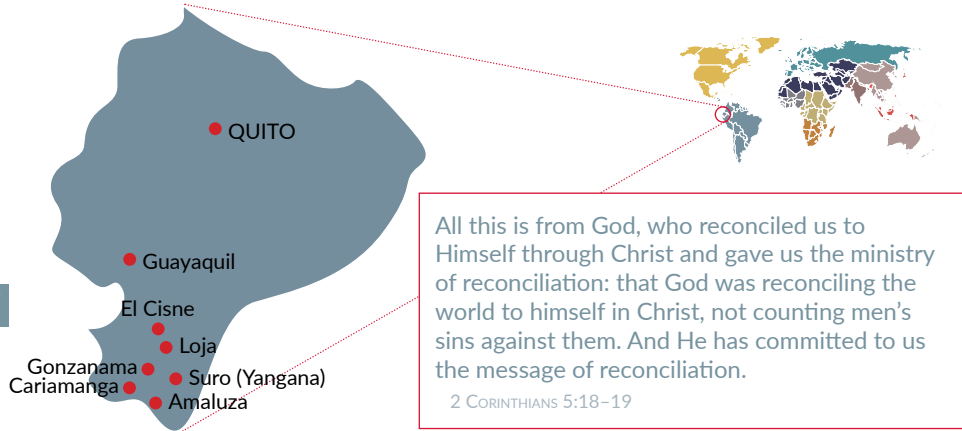 QUITO
Guayaquil
El Cisne
Loja
Gonzanama
Suro (Yangana)
Cariamanga
Amaluza
All this is from God, who reconciled us to
Himself through Christ and gave us the ministry
of reconciliation: that God was reconciling the
world to himself in Christ, not counting men’s
sins against them. And He has committed to us
the message of reconciliation.
2 Corinthians 5:18–19